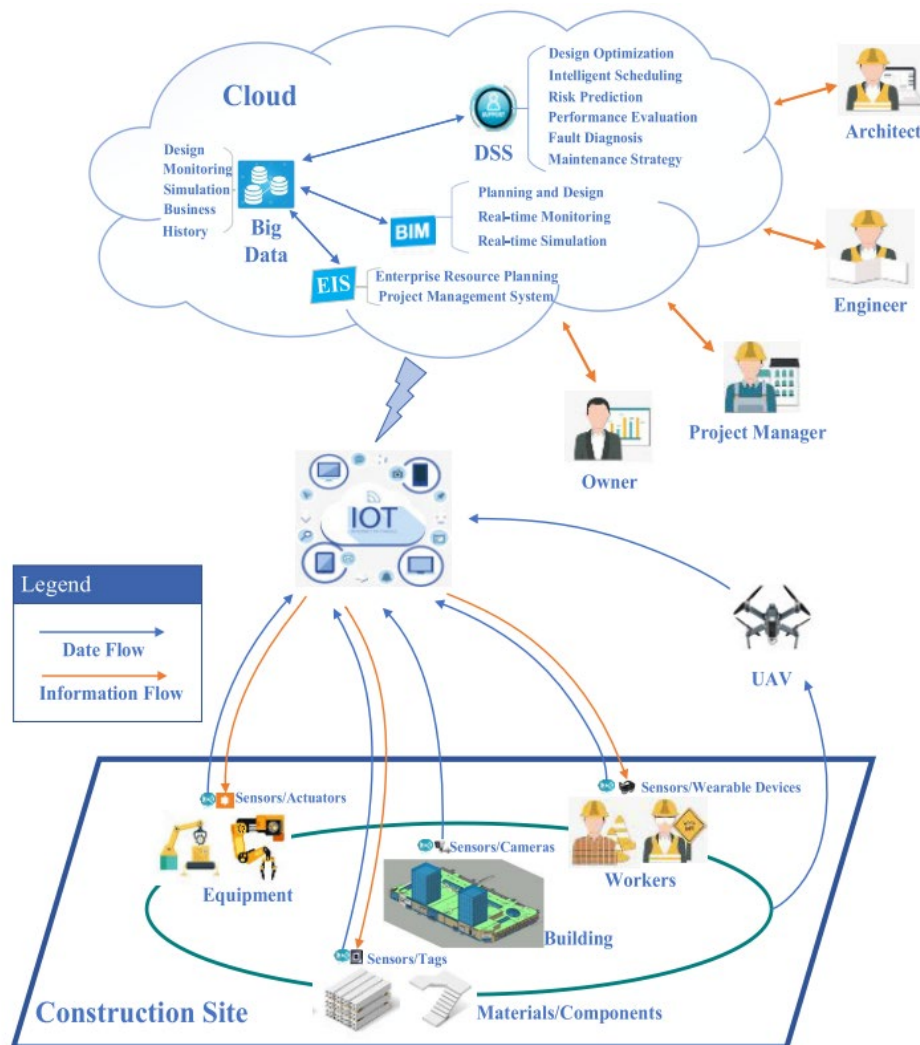 Cloud
Design
Monitoring
Simulation
Business
History
Big
Data
SUPPORT
DSS
Design Optimization
Intelligent Scheduling
Risk Prediction
Performance Evaluation
Fault Diagnosis
Maintenance Strategy
BIM
Planning and Design
Real-time Monitoring
Real-time Simulation
EIS
Enterprise Resource Planning
Project Management System
Architect
Engineer
Project Manager
Owner
IOT
Legend
Date Flow
Information Flow
UAV
Sensors/Actuators
Equipment
Sensors/Wearable Devices
Workers
Sensors/Cameras
Building
Sensors/Tags
Materials/Components
Construction Site